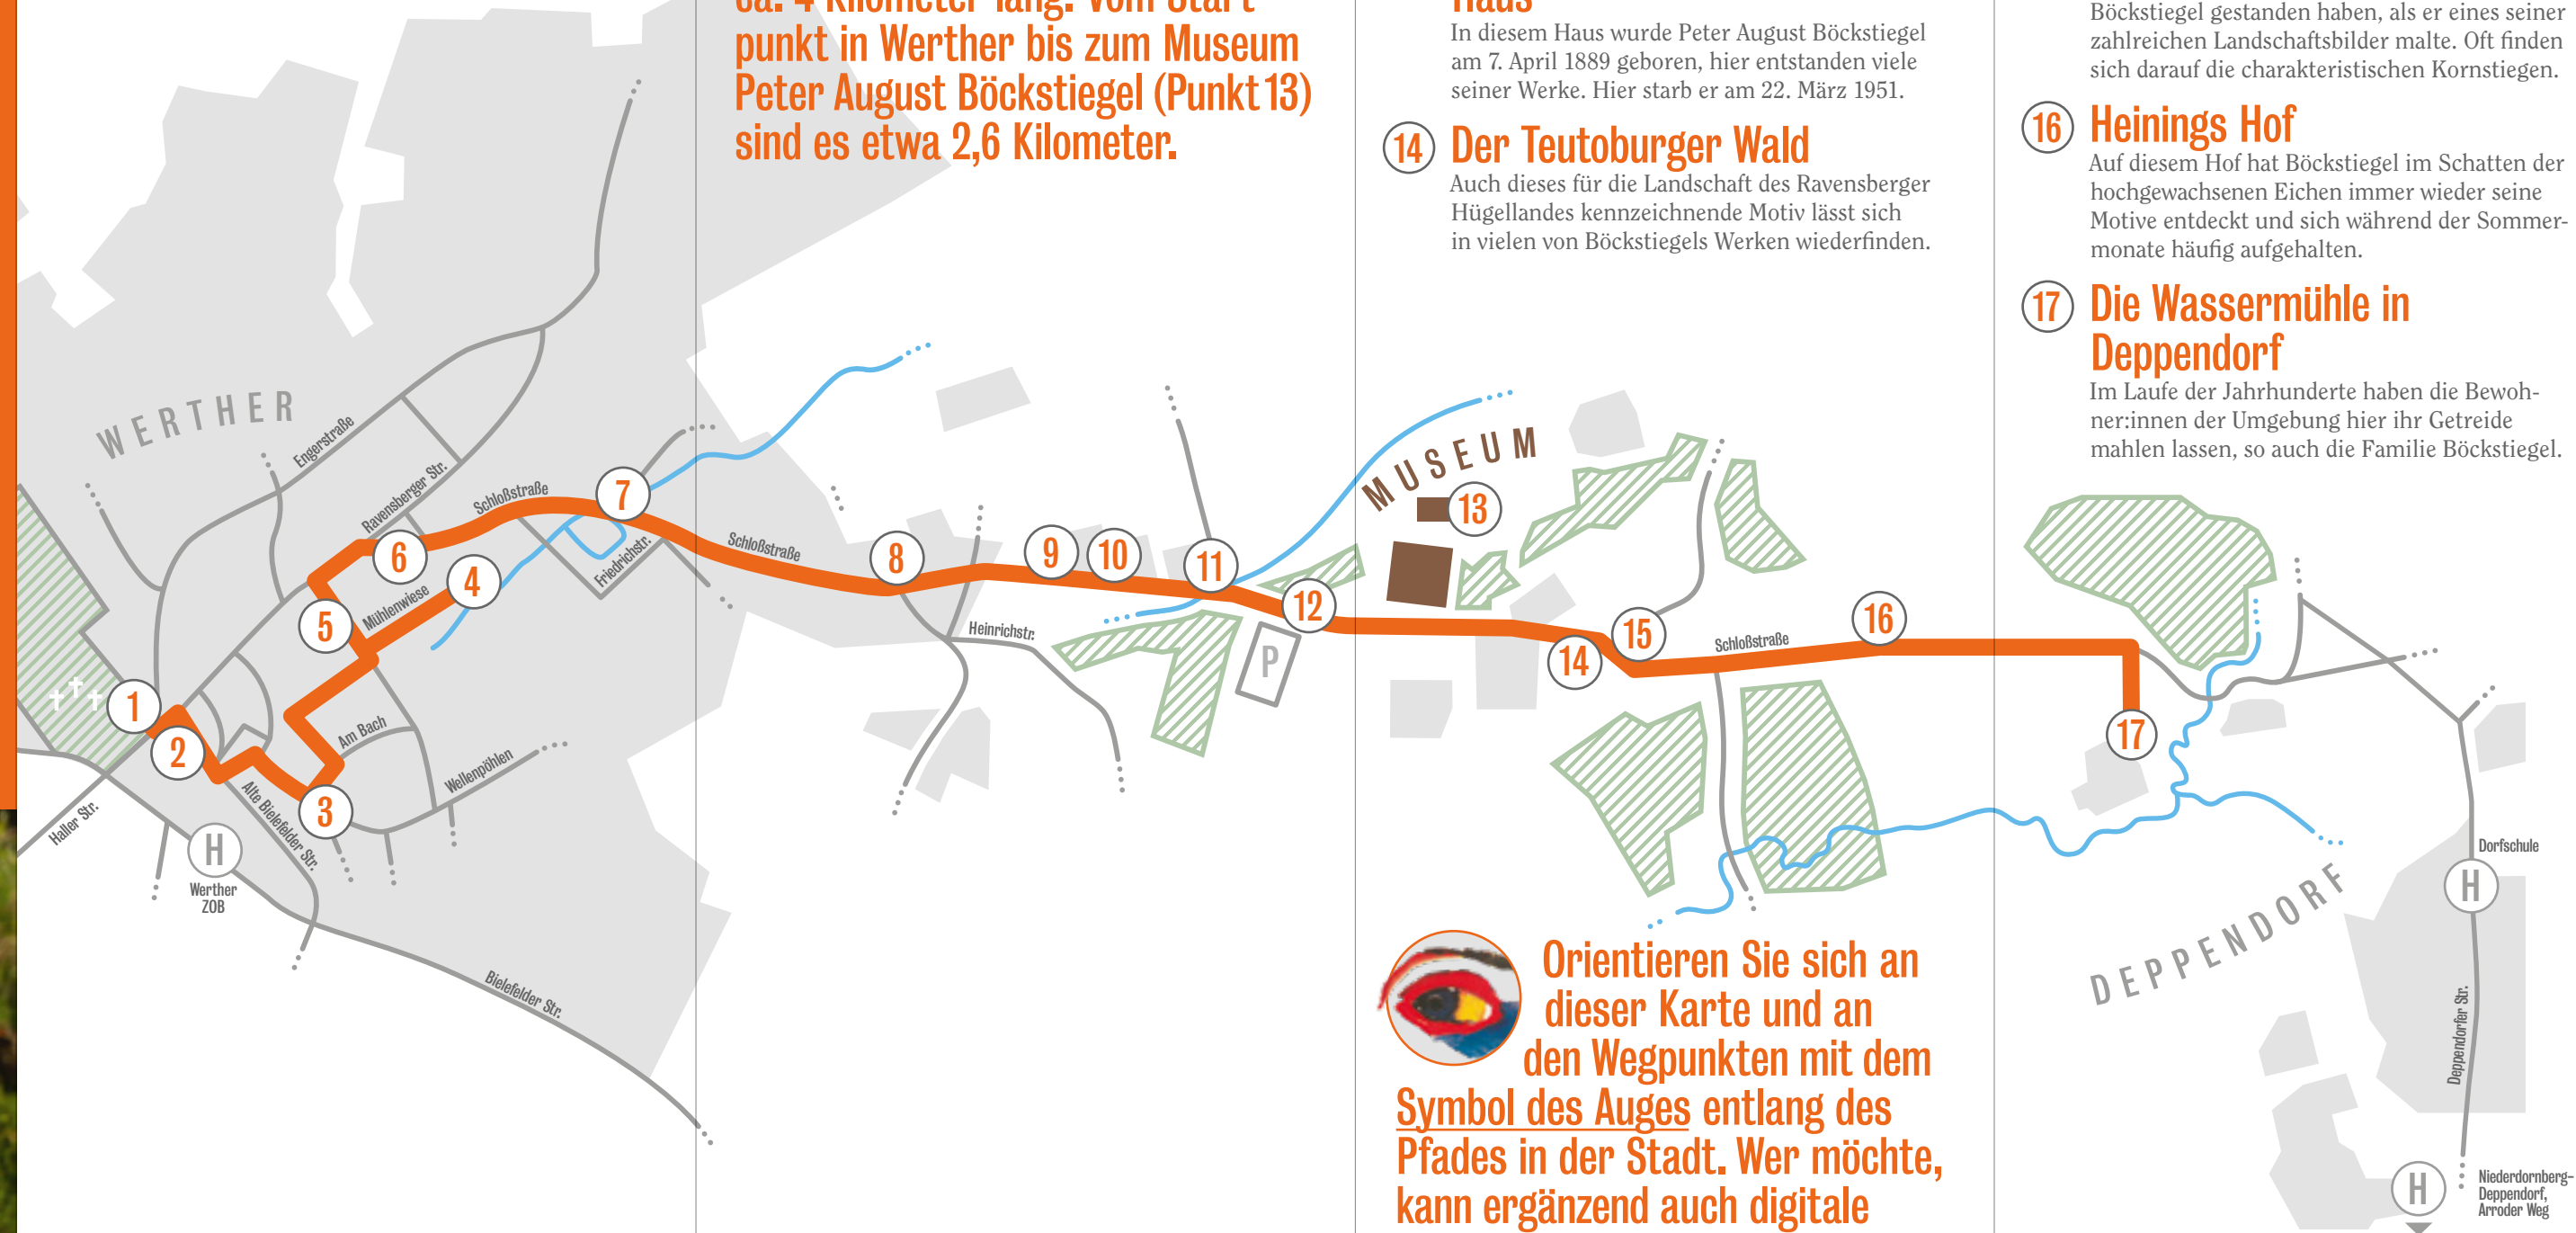 ca. 4 Kilometer lang. Vom Start-
punkt in Werther bis zum Museum
Peter August Böckstiegel (Punkt 13)
sind es etwa 2,6 Kilometer.
Haus
In diesem Haus wurde Peter August Böckstiegel
am 7. April 1889 geboren, hier entstanden viele
seiner Werke. Hier starb er am 22. März 1951.
14 Der Teutoburger Wald
Auch dieses für die Landschaft des Ravensberger
Hügellandes kennzeichnende Motiv lässt sich
in vielen von Böckstiegels Werken wiederfinden.
Böckstiegel gestanden haben, als er eines seiner
zahlreichen Landschaftsbilder malte. Oft finden
sich darauf die charakteristischen Kornstiegen.
16 Heinings Hof
Auf diesem Hof hat Böckstiegel im Schatten der
hochgewachsenen Eichen immer wieder seine
Motive entdeckt und sich während der Sommer-
monate häufig aufgehalten.
17 Die Wassermühle in
Deppendorf
Im Laufe der Jahrhunderte haben die Bewoh-
ner:innen der Umgebung hier ihr Getreide
mahlen lassen, so auch die Familie Böckstiegel.
WERTHER
Engerstraße
Ravensberger Str.
Schloßstraße
7
6
4
Mühlenwiese
Friedrichstr.
5
1
2
3
Am Bach
Wellenpöhlen
Alte Bielefelder Str.
Haller Str.
H
Werther
ZOB
Bielefelder Str.
Schloßstraße
8
9
10
11
12
Heinrichstr.
P
MUSEUM
13
14
15
Schloßstraße
16
17
DEPPENDORF
Dorfschule
H
Deppendorfer Str.
H
Niederdornberg-
Deppendorf,
Arroder Weg
Orientieren Sie sich an
dieser Karte und an
den Wegpunkten mit dem
Symbol des Auges entlang des
Pfades in der Stadt. Wer möchte,
kann ergänzend auch digitale